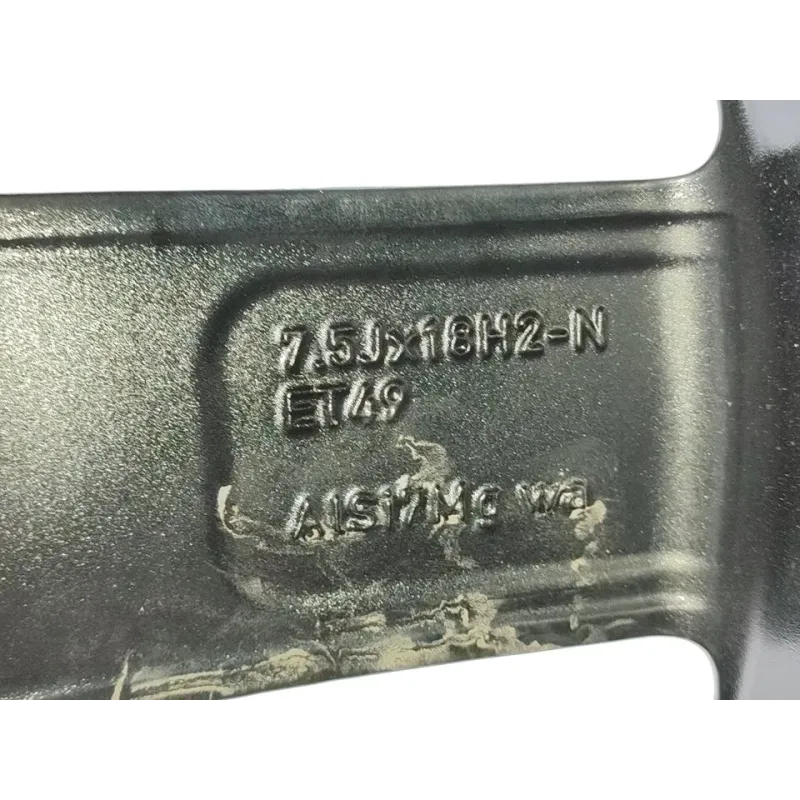 7.5Jx18H2-N
ET49
AlSi7Mg wa